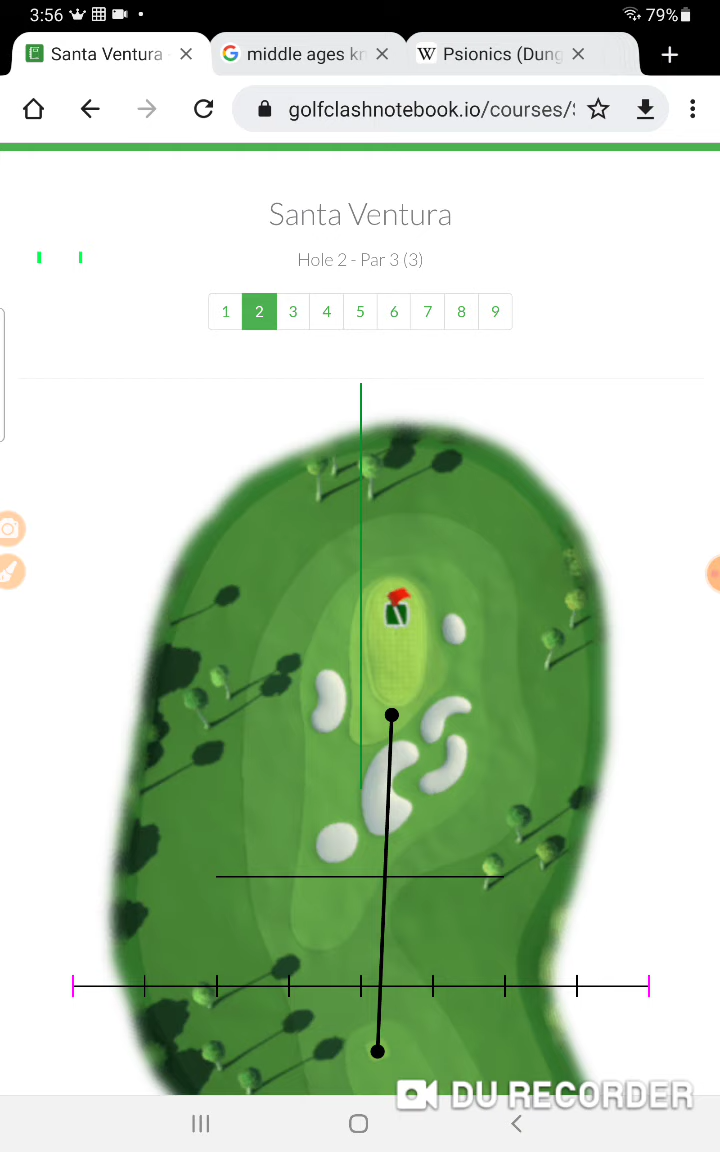 3:56 79%
Santa Ventura
middle ages kn
Psionics (Dung
golfclashnotebook.io/courses/S
Santa Ventura
Hole 2 - Par 3 (3)
1 2 3 4 5 6 7 8 9
DU RECORDER